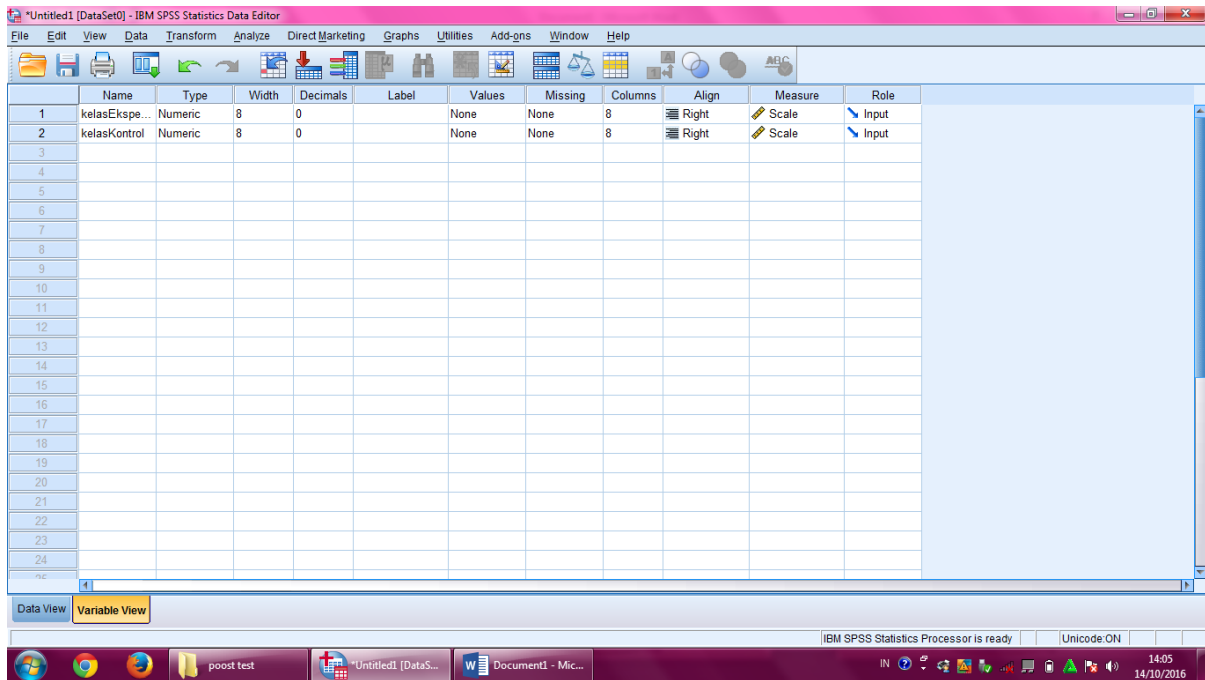 *Untitled1 [DataSet0] - IBM SPSS Statistics Data Editor
File Edit View Data Transform Analyze Direct Marketing Graphs Utilities Add-ons Window Help
Name Type Width Decimals Label Values Missing Columns Align Measure Role
1 kelasEkspe... Numeric 8 0 None None 8 Right Scale Input
2 kelasKontrol Numeric 8 0 None None 8 Right Scale Input
3
4
5
6
7
8
9
10
11
12
13
14
15
16
17
18
19
20
21
22
23
24
Data View Variable View
IBM SPSS Statistics Processor is ready Unicode:ON
poost test *Untitled1 [DataS... Document1 - Mic... IN 14:05
14/10/2016